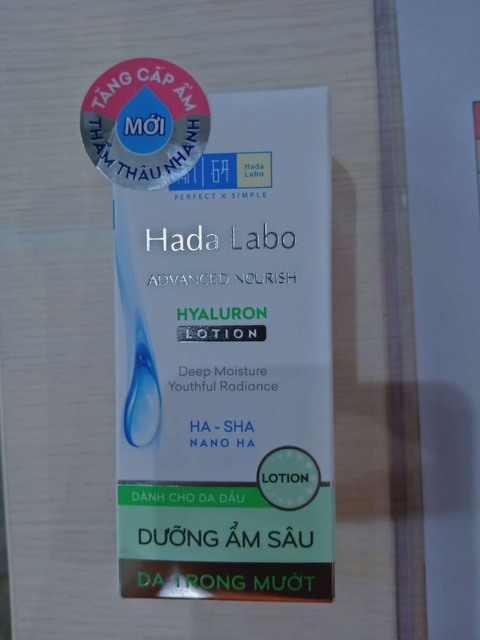 TĂNG CẤP ẨM
MỚI
THẨM THẤU NHANH
Hada
Labo
PERFECT X SIMPLE
Hada Labo
ADVANCED NOURISH
HYALURON
LOTION
Deep Moisture
Youthful Radiance
HA - SHA
NANO HA
LOTION
DÀNH CHO DA DẦU
DƯỠNG ẨM SÂU
DA TRONG MƯỚT